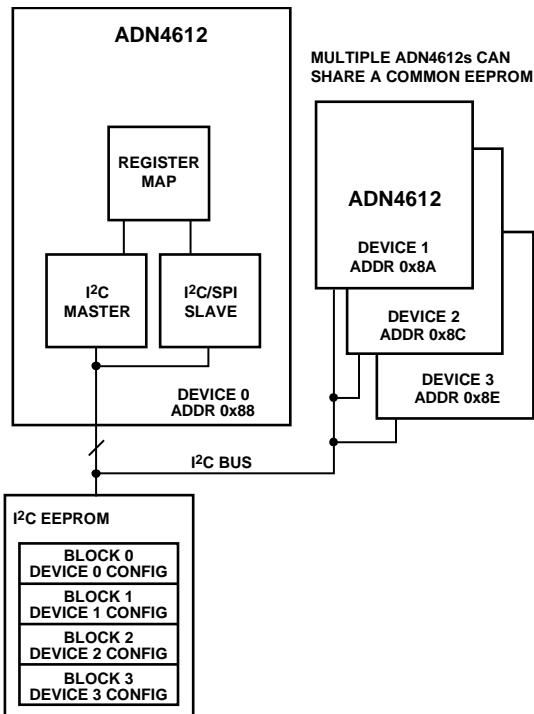 ADN4612
MULTIPLE ADN4612s CAN
SHARE A COMMON EEPROM
REGISTER
MAP
I²C
MASTER
I²C/SPI
SLAVE
DEVICE 0
ADDR 0x88
ADN4612
DEVICE 1
ADDR 0x8A
DEVICE 2
ADDR 0x8C
DEVICE 3
ADDR 0x8E
I²C BUS
I²C EEPROM
BLOCK 0
DEVICE 0 CONFIG
BLOCK 1
DEVICE 1 CONFIG
BLOCK 2
DEVICE 2 CONFIG
BLOCK 3
DEVICE 3 CONFIG